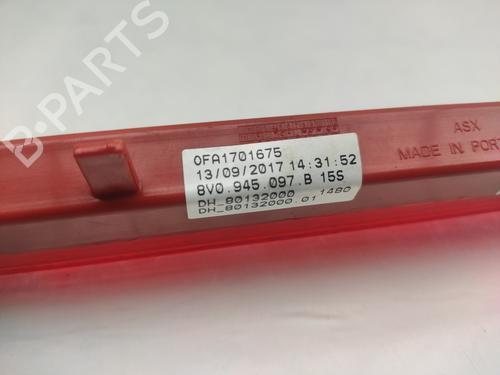 B-PARTS
ASX
MADE IN PORT
0FA1701675
13/09/2017 14:31:52
8V0.945.097.B 15S
DH_80132000 1480
DH_80132000.01